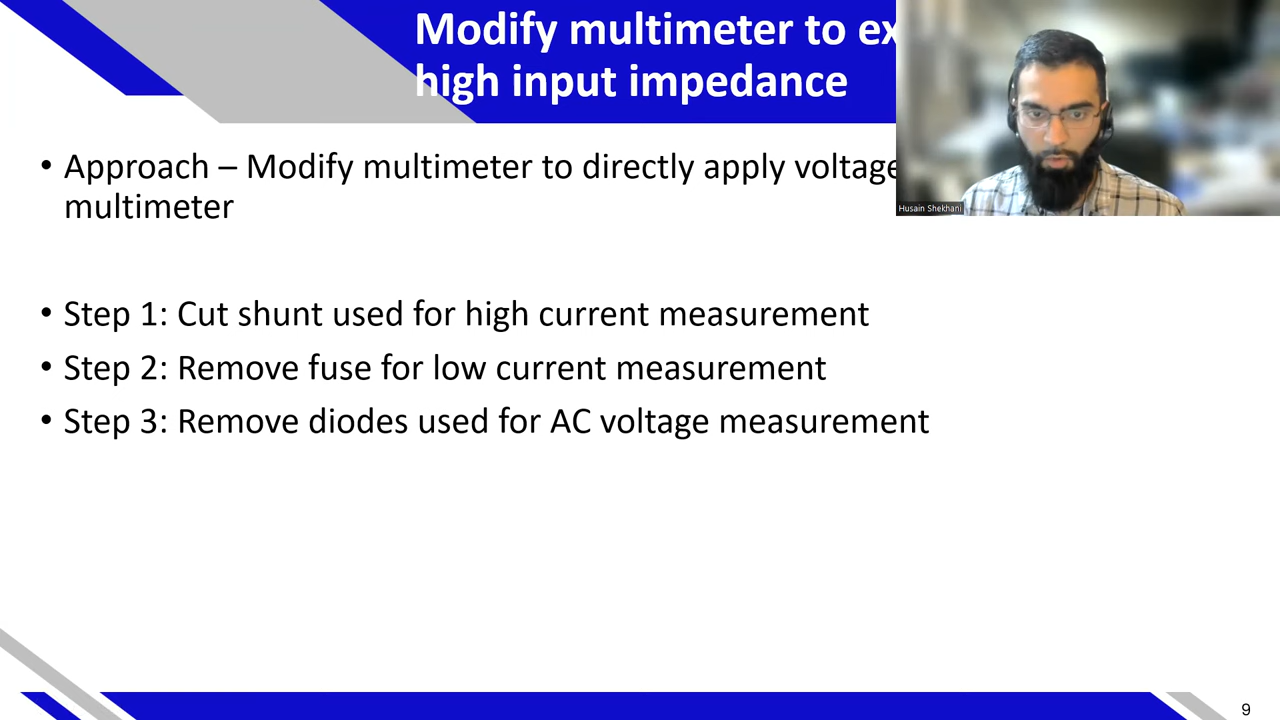 Modify multimeter to ex
high input impedance
• Approach – Modify multimeter to directly apply voltage
multimeter
• Step 1: Cut shunt used for high current measurement
• Step 2: Remove fuse for low current measurement
• Step 3: Remove diodes used for AC voltage measurement
Husain Shekhani
9